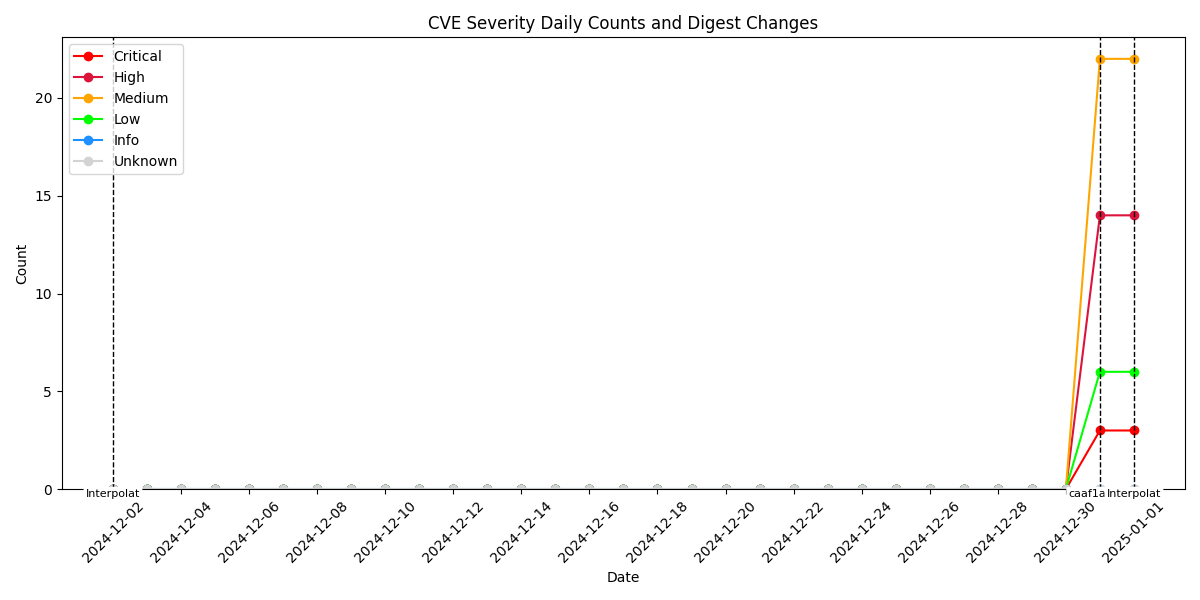 CVE Severity Daily Counts and Digest Changes
Critical
High
Medium
Low
Info
Unknown
Count
20
15
10
5
0
Interpolat
caaf1a
Interpolat
2024-12-02
2024-12-04
2024-12-06
2024-12-08
2024-12-10
2024-12-12
2024-12-14
2024-12-16
2024-12-18
2024-12-20
2024-12-22
2024-12-24
2024-12-26
2024-12-28
2024-12-30
2025-01-01
Date